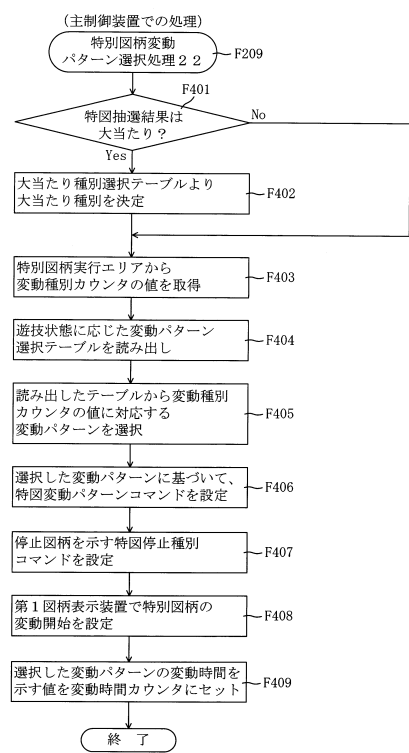 (主制御装置での処理)
特別図柄変動
パターン選択処理２２
F209
F401
特図抽選結果は
大当たり？
No
Yes
大当たり種別選択テーブルより
大当たり種別を決定
F402
特別図柄実行エリアから
変動種別カウンタの値を取得
F403
遊技状態に応じた変動パターン
選択テーブルを読み出し
F404
読み出したテーブルから変動種別
カウンタの値に対応する
変動パターンを選択
F405
選択した変動パターンに基づいて、
特図変動パターンコマンドを設定
F406
停止図柄を示す特図停止種別
コマンドを設定
F407
第１図柄表示装置で特別図柄の
変動開始を設定
F408
選択した変動パターンの変動時間を
示す値を変動時間カウンタにセット
F409
終　了